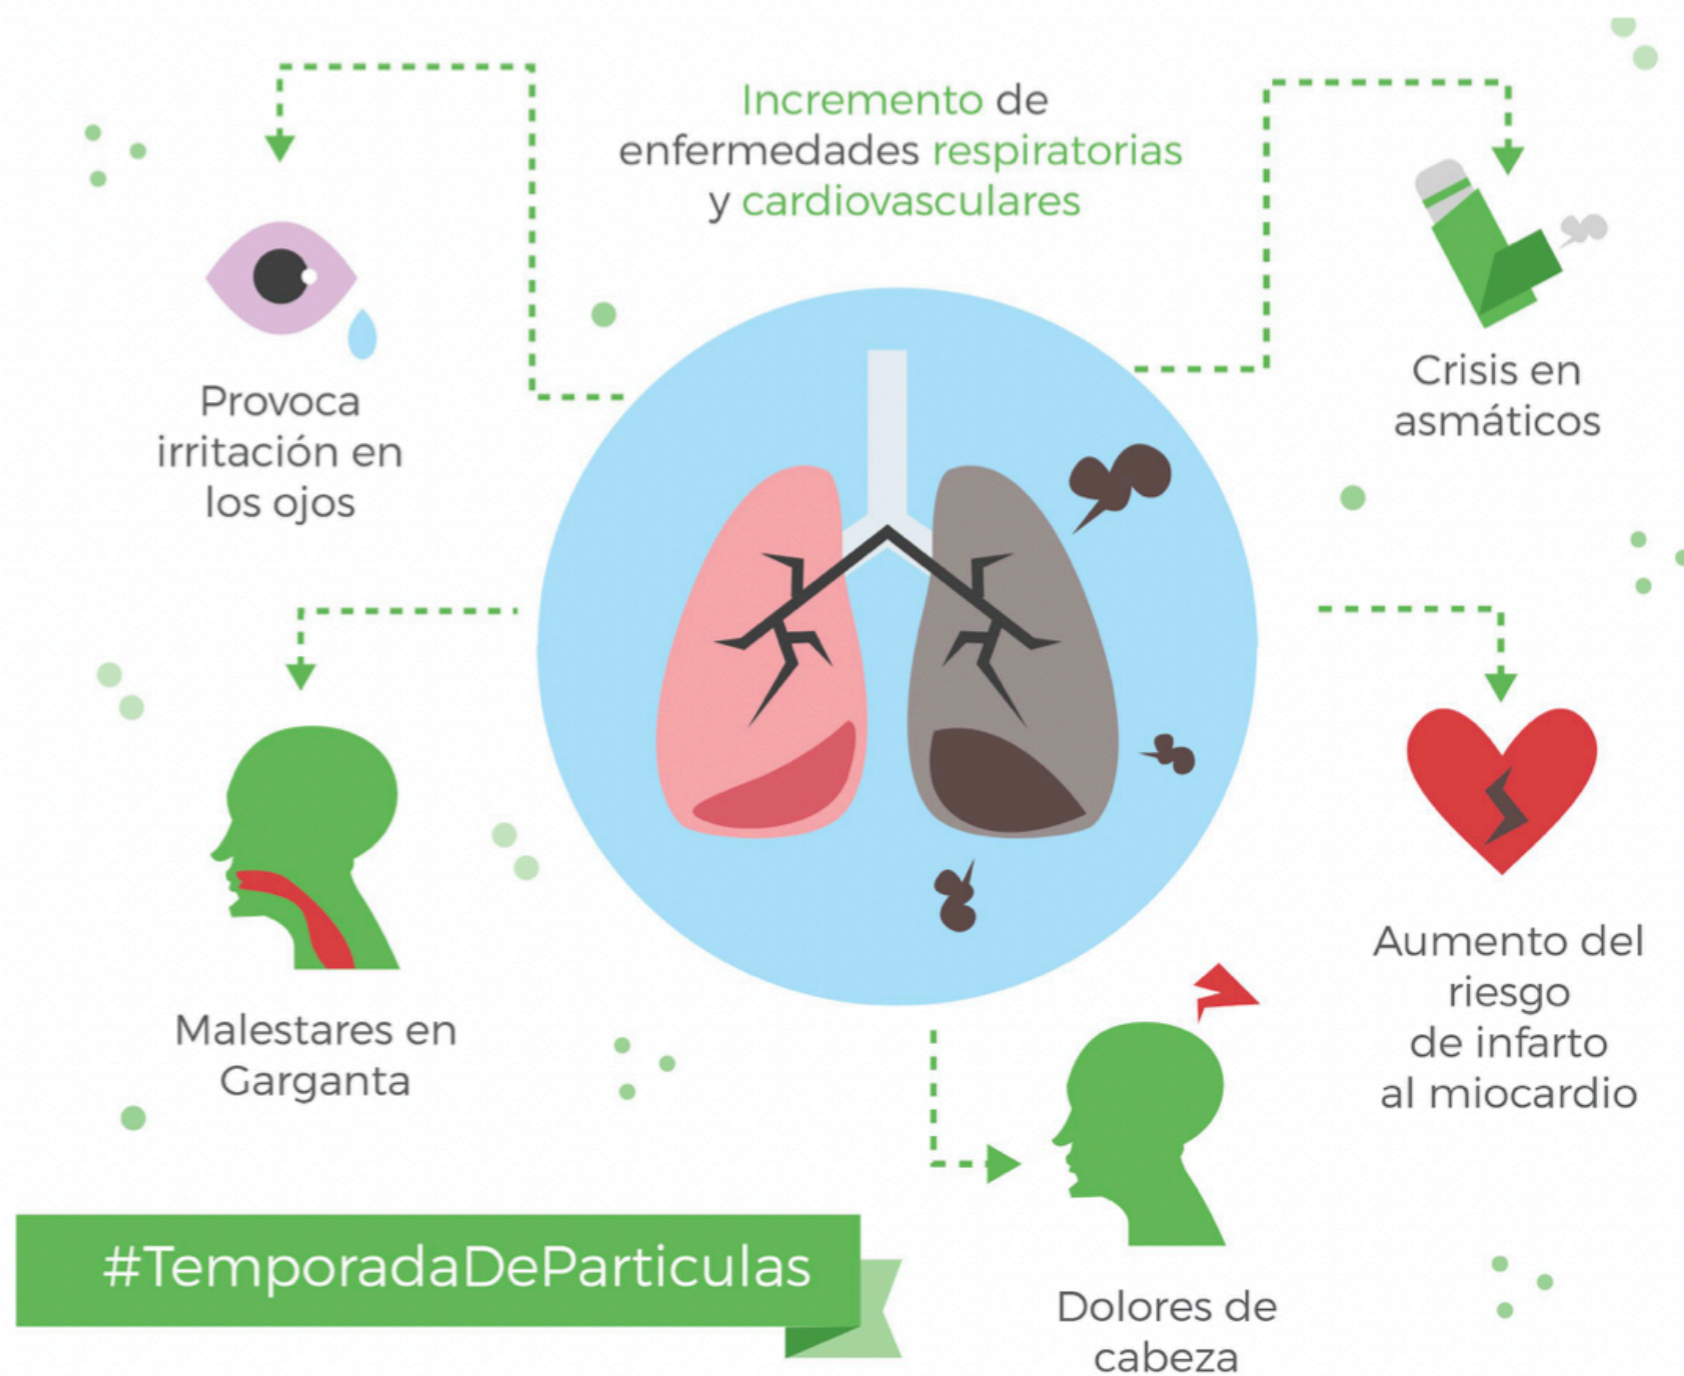 Incremento de
enfermedades respiratorias
y cardiovasculares
Provoca
irritación en
los ojos
Crisis en
asmáticos
Malestares en
Garganta
Aumento del
riesgo
de infarto
al miocardio
Dolores de
cabeza
#TemporadaDeParticulas